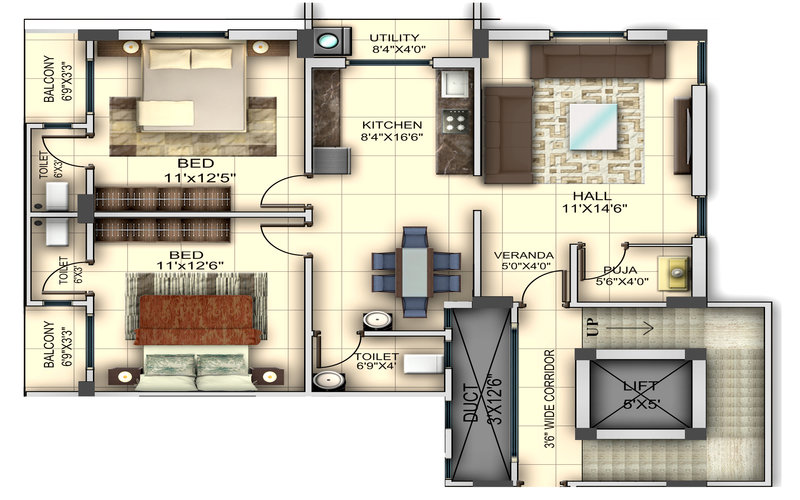 UTILITY
8'4"X4'0"
BALCONY
6'9"X3'3"
KITCHEN
8'4"X16'6"
TOILET
6'X3'
BED
11'x12'5"
HALL
11'X14'6"
BED
11'x12'6"
TOILET
6'X3'
VERANDA
5'0"X4'0"
PUJA
5'6"X4'0"
BALCONY
6'9"X3'3"
UP
TOILET
6'9"X4'
DUCT
3'X12'6"
3'6" WIDE CORRIDOR
LIFT
5'X5'